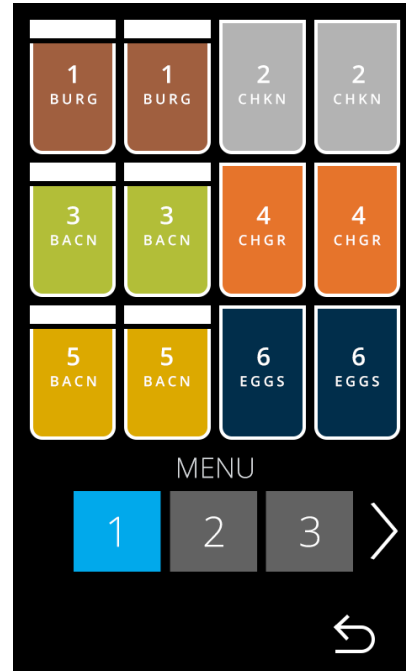 1 1 2 2
BURG BURG CHKN CHKN
3 3 4 4
BACN BACN CHGR CHGR
5 5 6 6
BACN BACN EGGS EGGS
MENU
1 2 3